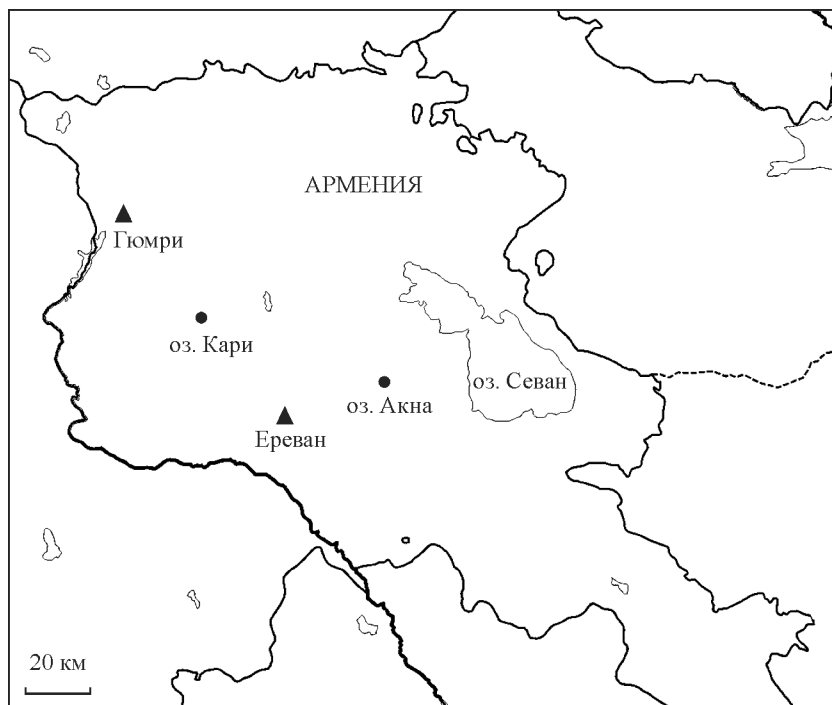 АРМЕНИЯ
Гюмри
оз. Кари
оз. Севан
оз. Акна
Ереван
20 км